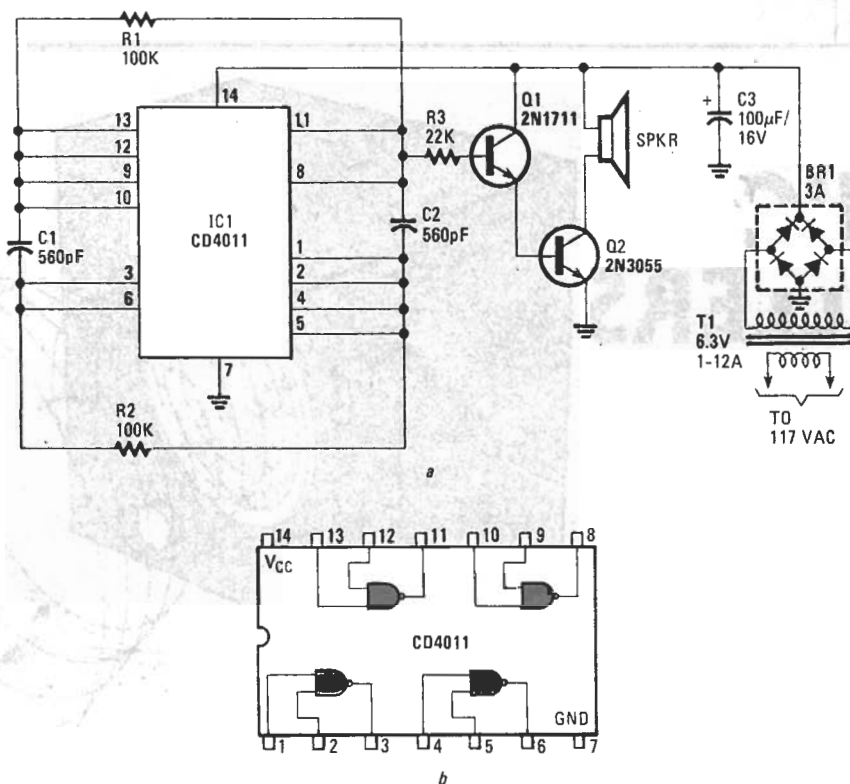 R1
100K
14
13
12
9
10
11
8
R3
22K
Q1
2N1711
SPKR
+
C3
100µF/
16V
BR1
3A
IC1
CD4011
C1
560pF
C2
560pF
3
6
1
2
4
5
7
Q2
2N3055
T1
6.3V
1-12A
R2
100K
TO
117 VAC
a
14 13 12 11 10 9 8
VCC
CD4011
GND
1 2 3 4 5 6 7
b